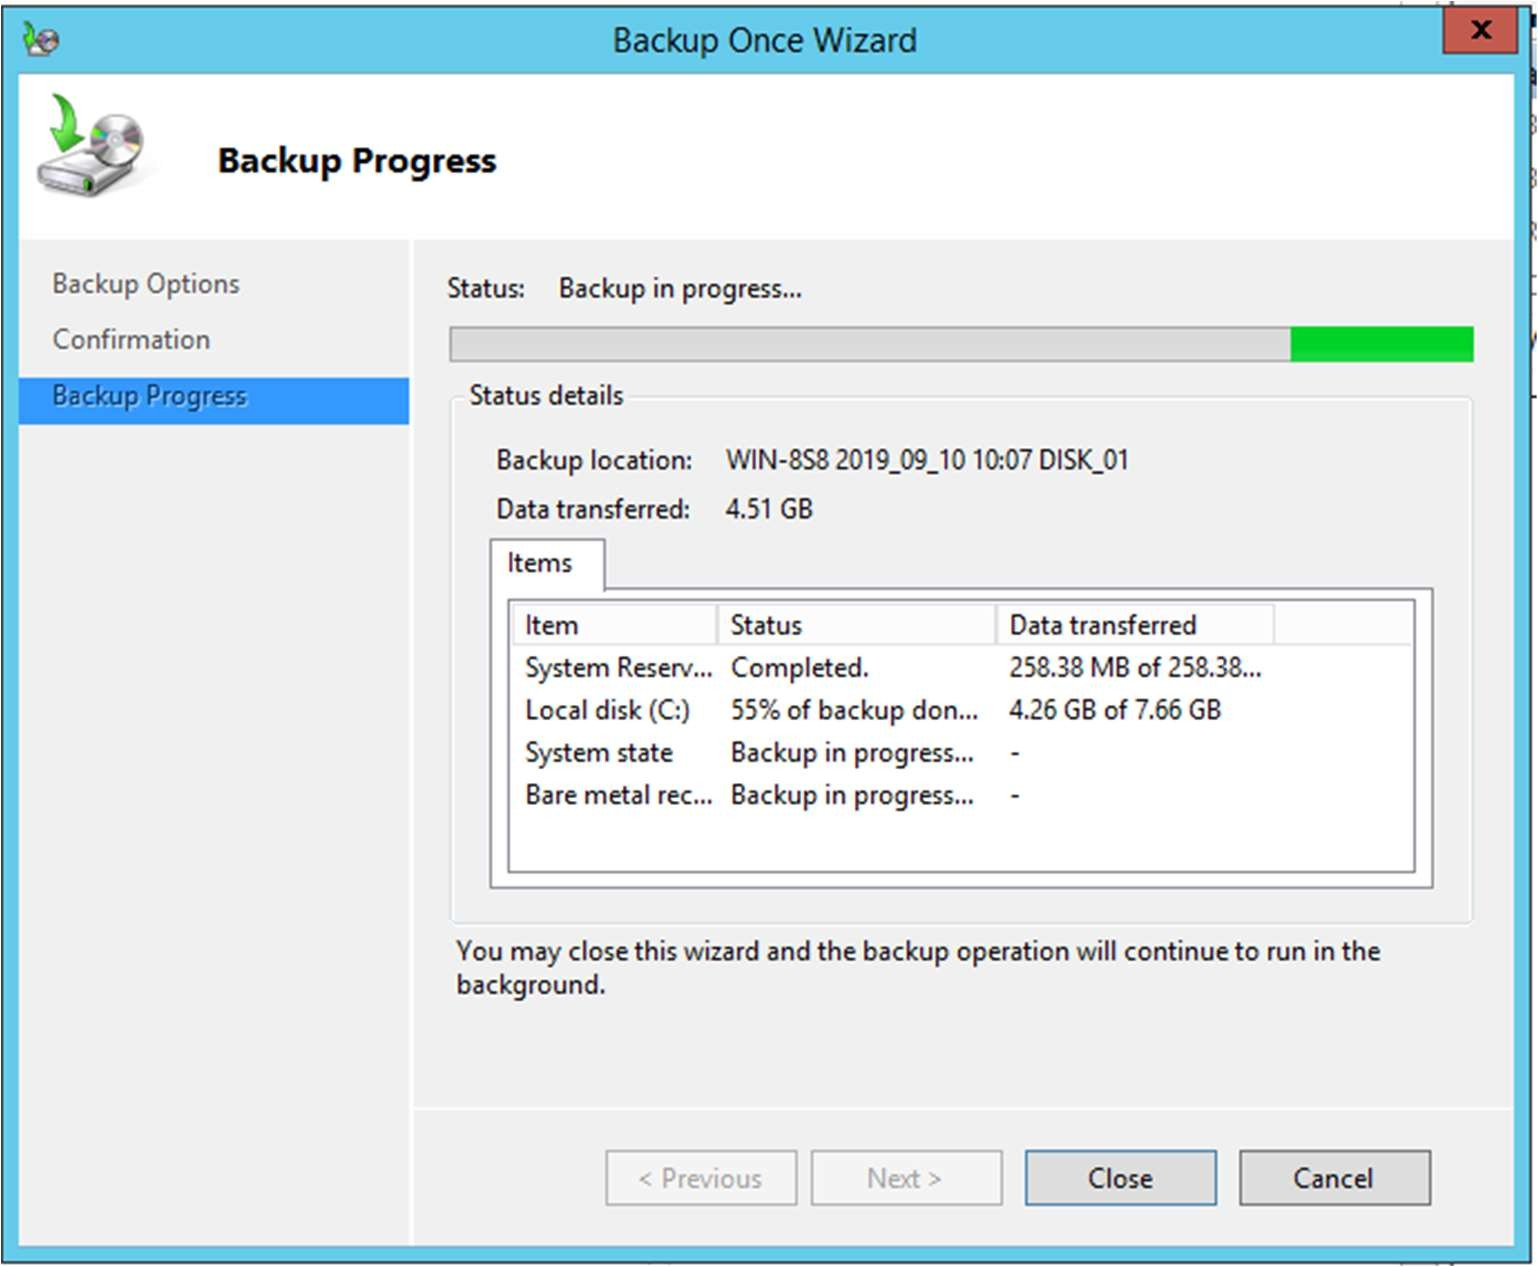 Backup Once Wizard
Backup Progress
Backup Options
Confirmation
Backup Progress
Status: Backup in progress...
Status details
Backup location: WIN-8S8 2019_09_10 10:07 DISK_01
Data transferred: 4.51 GB
Items
Item Status Data transferred
System Reserv... Completed. 258.38 MB of 258.38...
Local disk (C:) 55% of backup don... 4.26 GB of 7.66 GB
System state Backup in progress... -
Bare metal rec... Backup in progress... -
You may close this wizard and the backup operation will continue to run in the
background.
< Previous Next > Close Cancel